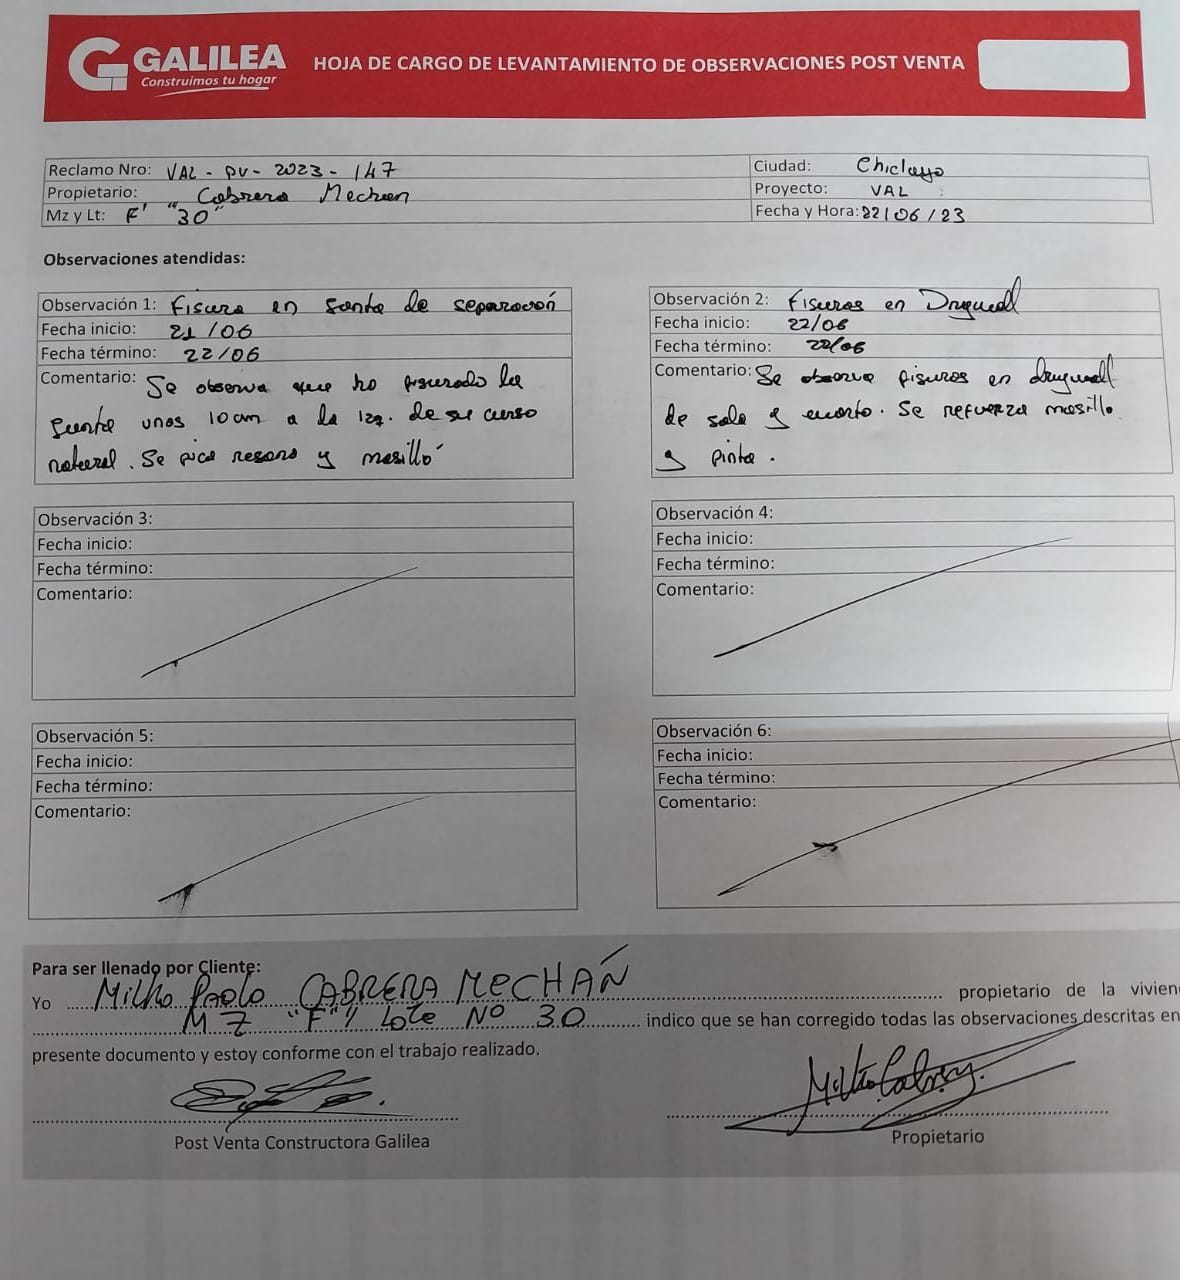 GALILEA
Construimos tu hogar
HOJA DE CARGO DE LEVANTAMIENTO DE OBSERVACIONES POST VENTA
Reclamo Nro: VAL - PV - 2023 - 147
Ciudad: Chiclayo
Propietario: Cabrera Mechan
Proyecto: VAL
Mz y Lt: F' "30"
Fecha y Hora: 22/06/23
Observaciones atendidas:
Observación 1: Fisura en Junta de separación
Fecha inicio: 21/06
Fecha término: 22/06
Comentario: Se observa que ha fisurado la
junta unos 10cm a la izq. de su curso
natural. Se pica resano y masilló
Observación 2: Fisuras en Drywall
Fecha inicio: 22/06
Fecha término: 22/06
Comentario: Se observa fisuras en drywall
de sala y cuarto. Se refuerza masilla
y pinta.
Observación 3:
Fecha inicio:
Fecha término:
Comentario:
Observación 4:
Fecha inicio:
Fecha término:
Comentario:
Observación 5:
Fecha inicio:
Fecha término:
Comentario:
Observación 6:
Fecha inicio:
Fecha término:
Comentario:
Para ser llenado por Cliente:
Yo Milko Paolo CABRERA MECHÁN propietario de la vivien
MZ "F" Lote Nº 30 indico que se han corregido todas las observaciones descritas en
presente documento y estoy conforme con el trabajo realizado.
Milko Cabrera
Post Venta Constructora Galilea
Propietario